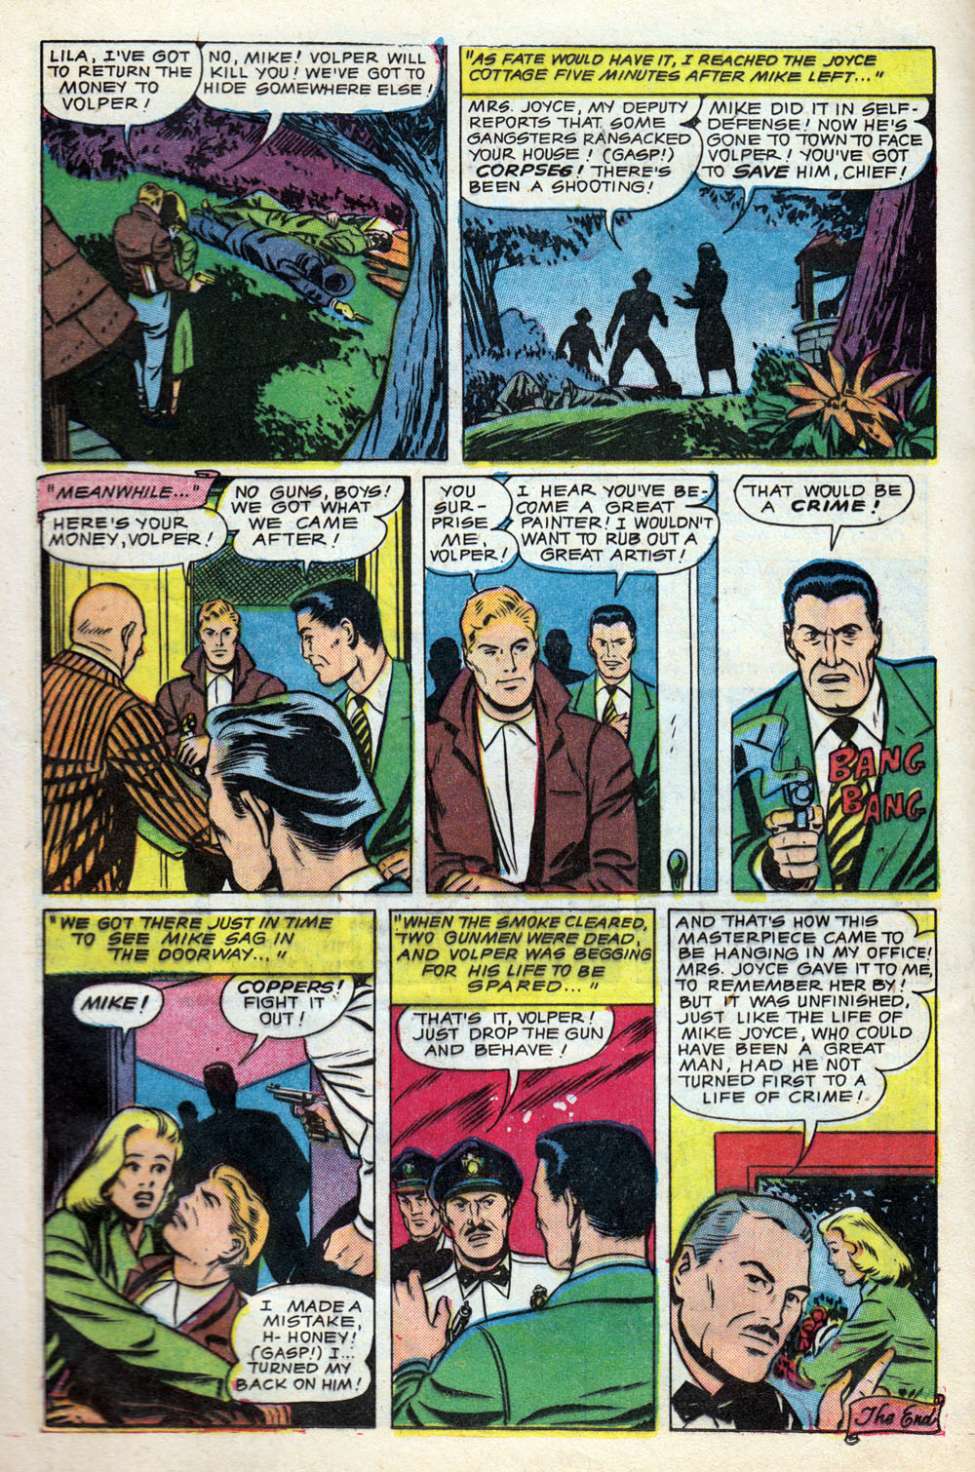 LILA, I'VE GOT
TO RETURN THE
MONEY TO
VOLPER!
NO, MIKE! VOLPER WILL
KILL YOU! WE'VE GOT TO
HIDE SOMEWHERE ELSE!
"AS FATE WOULD HAVE IT, I REACHED THE JOYCE
COTTAGE FIVE MINUTES AFTER MIKE LEFT..."
MRS. JOYCE, MY DEPUTY
REPORTS THAT SOME
GANGSTERS RANSACKED
YOUR HOUSE! (GASP!)
CORPSES! THERE'S
BEEN A SHOOTING!
MIKE DID IT IN SELF-
DEFENSE! NOW HE'S
GONE TO TOWN TO FACE
VOLPER! YOU'VE GOT
TO SAVE HIM, CHIEF!
"MEANWHILE..."
HERE'S YOUR
MONEY, VOLPER!
NO GUNS, BOYS!
WE GOT WHAT
WE CAME
AFTER!
YOU
SUR-
PRISE
ME,
VOLPER!
I HEAR YOU'VE BE-
COME A GREAT
PAINTER! I WOULDN'T
WANT TO RUB OUT A
GREAT ARTIST!
THAT WOULD BE
A CRIME!
BANG
BANG
"WE GOT THERE JUST IN TIME
TO SEE MIKE SAG IN
THE DOORWAY..."
MIKE!
COPPERS!
FIGHT IT
OUT!
I MADE A
MISTAKE,
H-HONEY!
(GASP!) I...
TURNED MY
BACK ON HIM!
"WHEN THE SMOKE CLEARED,
TWO GUNMEN WERE DEAD,
AND VOLPER WAS BEGGING
FOR HIS LIFE TO BE
SPARED..."
THAT'S IT, VOLPER!
JUST DROP THE GUN
AND BEHAVE!
AND THAT'S HOW THIS
MASTERPIECE CAME TO
BE HANGING IN MY OFFICE!
MRS. JOYCE GAVE IT TO ME,
TO REMEMBER HER BY!
BUT IT WAS UNFINISHED,
JUST LIKE THE LIFE OF
MIKE JOYCE, WHO COULD
HAVE BEEN A GREAT
MAN, HAD HE NOT
TURNED FIRST TO A
LIFE OF CRIME!
The End